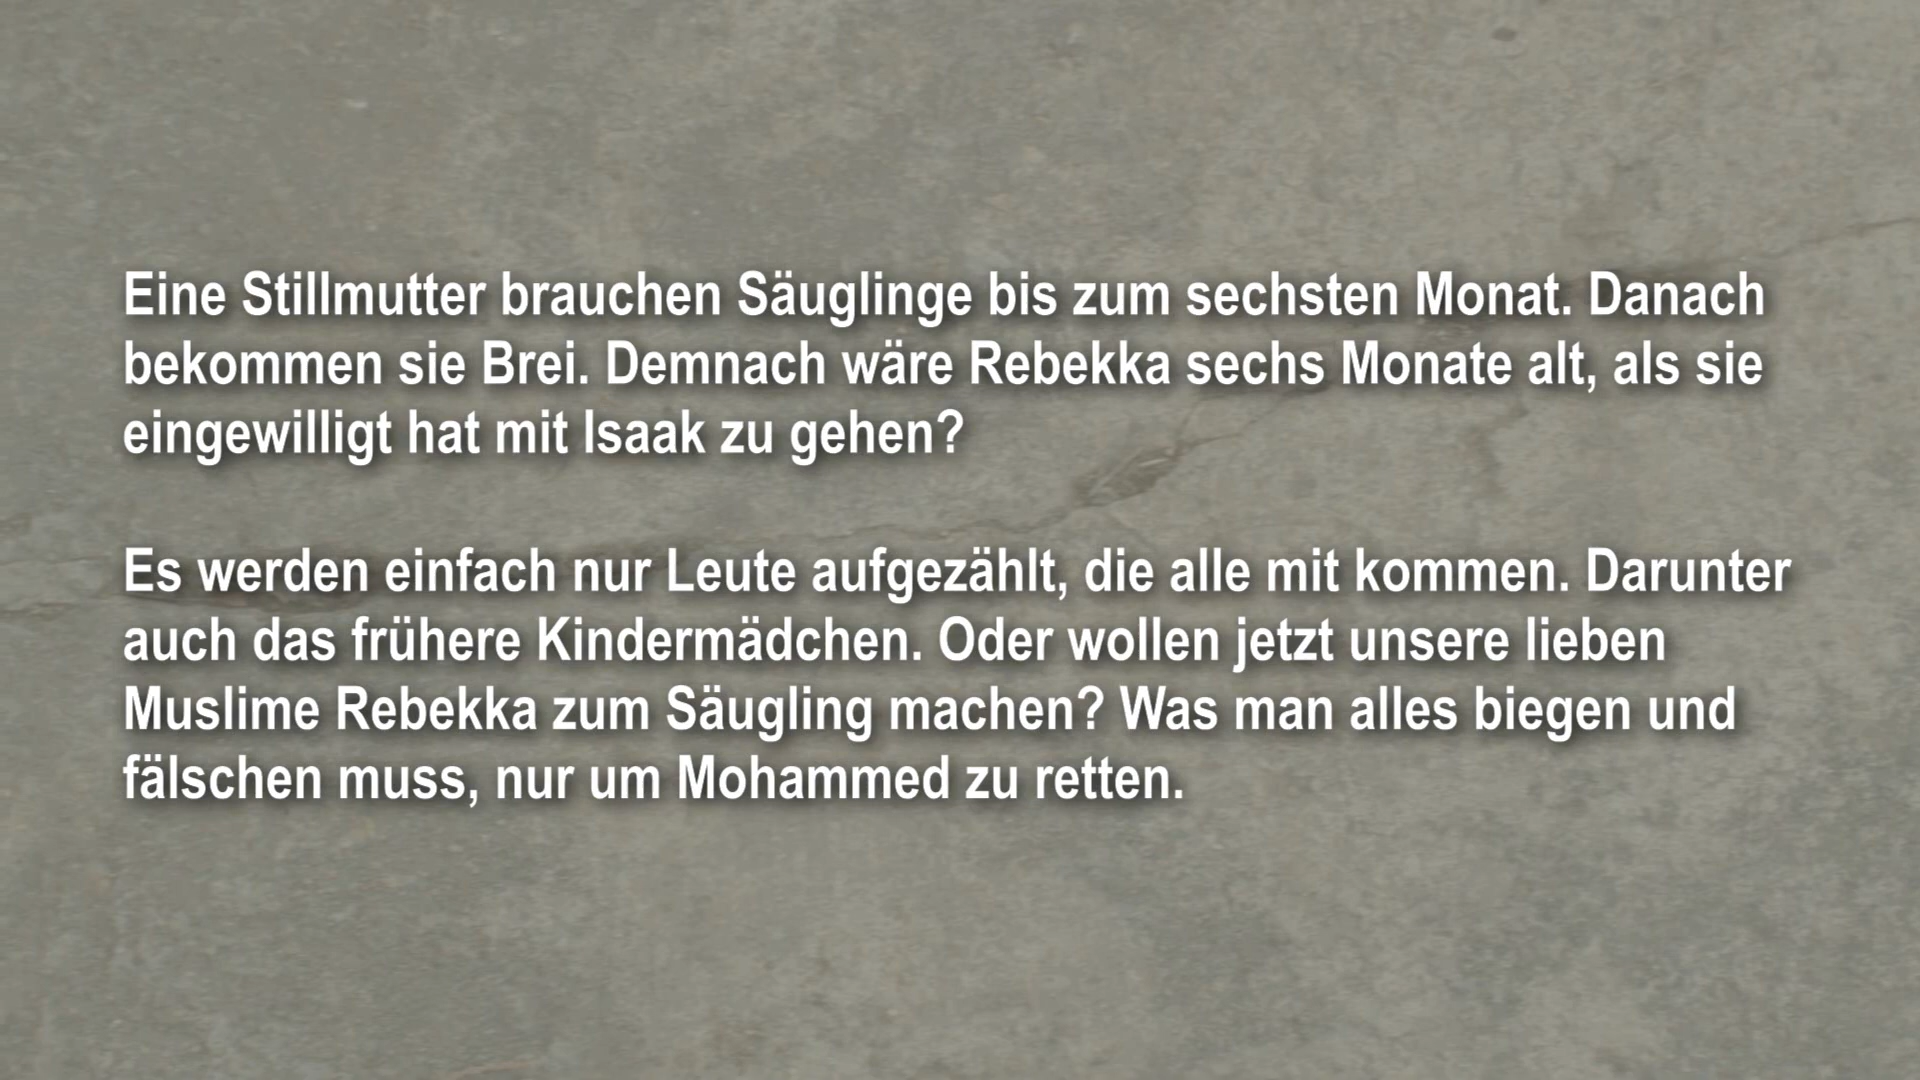 Eine Stillmutter brauchen Säuglinge bis zum sechsten Monat. Danach
bekommen sie Brei. Demnach wäre Rebekka sechs Monate alt, als sie
eingewilligt hat mit Isaak zu gehen?
Es werden einfach nur Leute aufgezählt, die alle mit kommen. Darunter
auch das frühere Kindermädchen. Oder wollen jetzt unsere lieben
Muslime Rebekka zum Säugling machen? Was man alles biegen und
fälschen muss, nur um Mohammed zu retten.